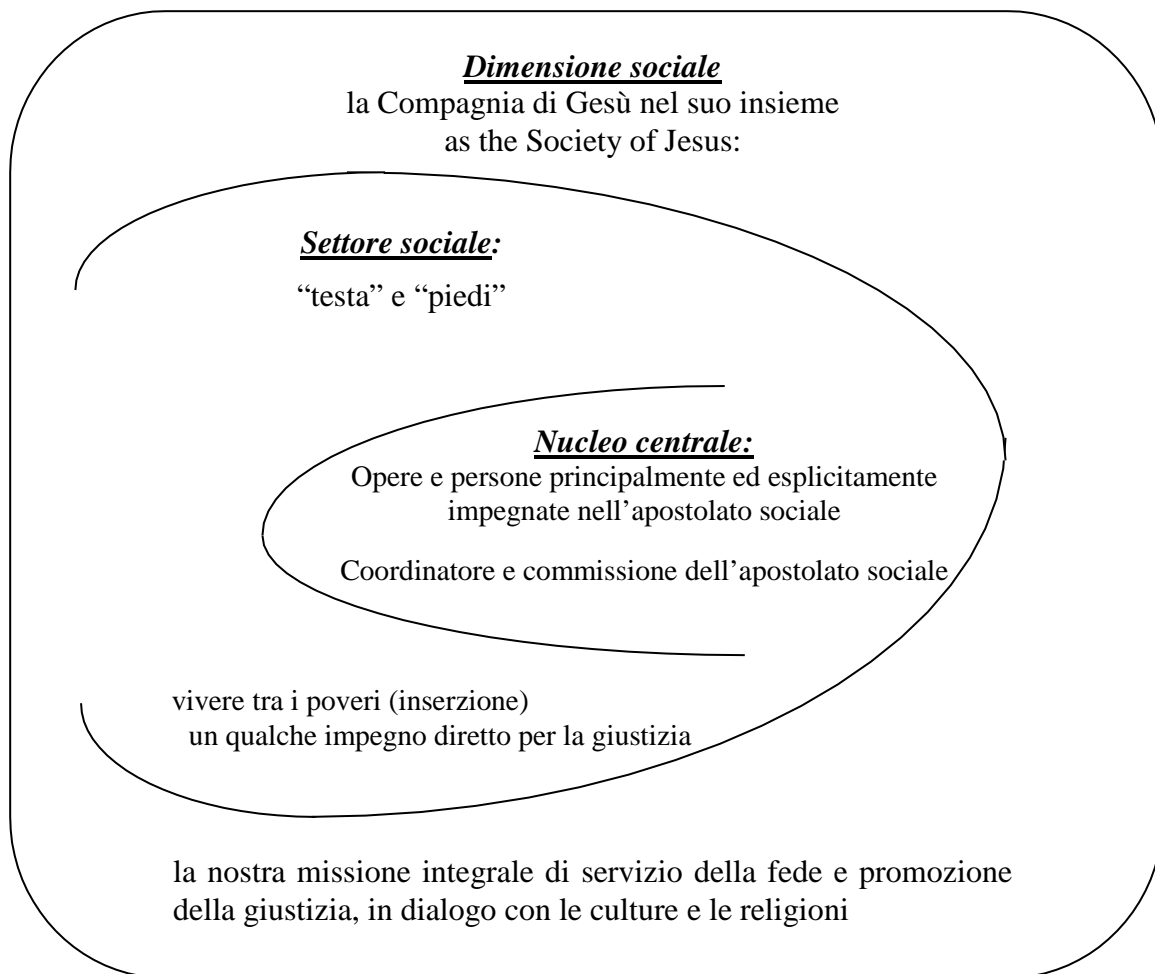 Dimensione sociale
la Compagnia di Gesù nel suo insieme
as the Society of Jesus:
Settore sociale:
“testa” e “piedi”
Nucleo centrale:
Opere e persone principalmente ed esplicitamente
impegnate nell’apostolato sociale
Coordinatore e commissione dell’apostolato sociale
vivere tra i poveri (inserzione)
un qualche impegno diretto per la giustizia
la nostra missione integrale di servizio della fede e promozione
della giustizia, in dialogo con le culture e le religioni